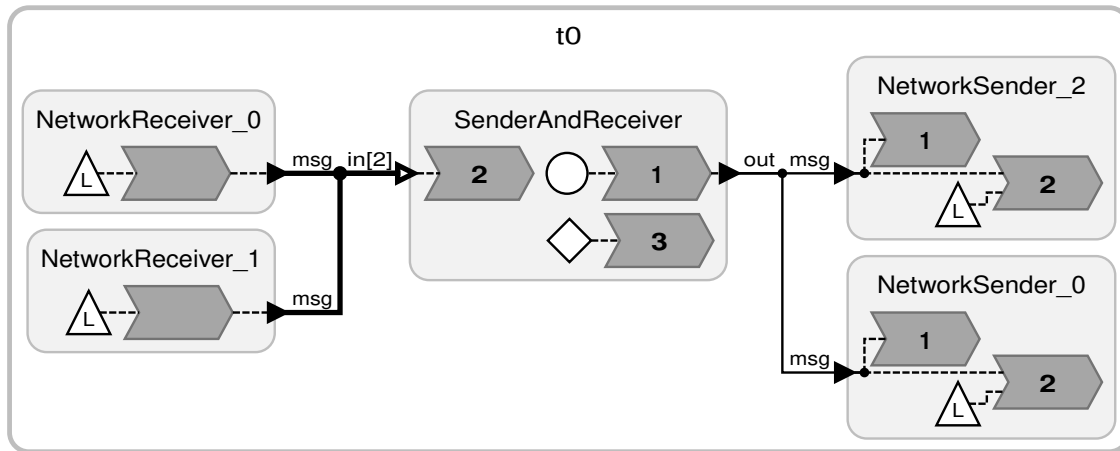 t0
NetworkReceiver_0
L
msg
in[2]
NetworkReceiver_1
L
msg
SenderAndReceiver
2
1
3
out
msg
NetworkSender_2
1
2
L
msg
NetworkSender_0
1
2
L